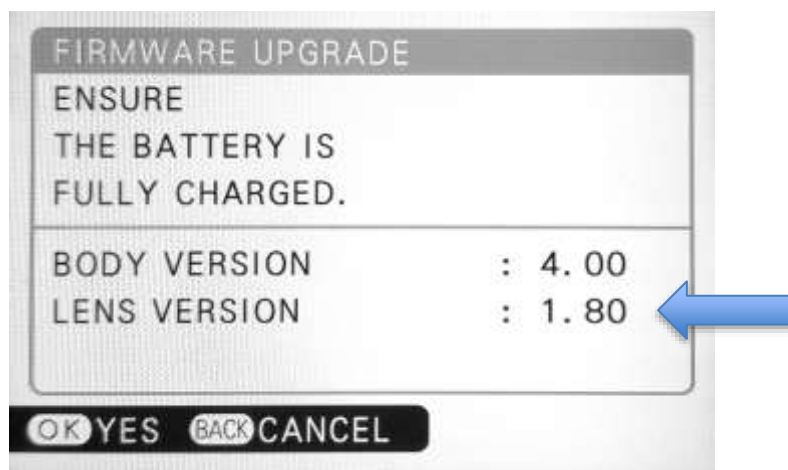 FIRMWARE UPGRADE
ENSURE
THE BATTERY IS
FULLY CHARGED.
BODY VERSION : 4.00
LENS VERSION : 1.80
OK YES BACK CANCEL